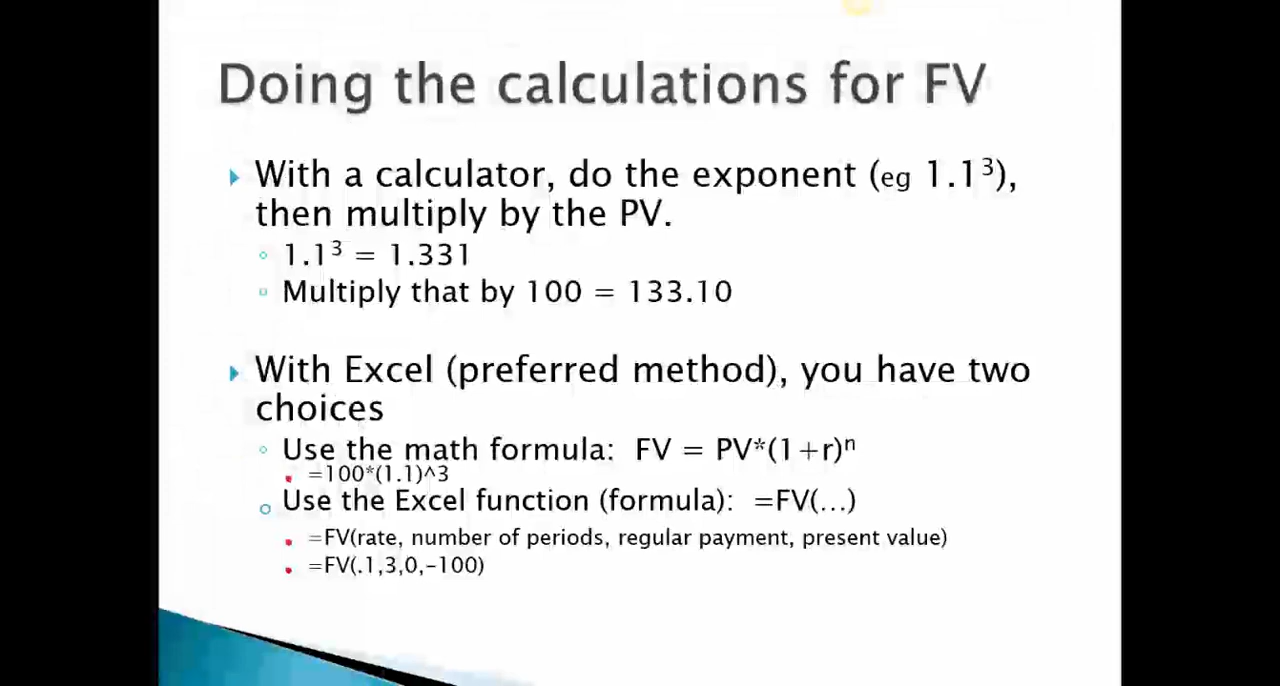 Doing the calculations for FV
With a calculator, do the exponent (eg 1.1³),
then multiply by the PV.
1.1³ = 1.331
Multiply that by 100 = 133.10
With Excel (preferred method), you have two
choices
Use the math formula: FV = PV*(1+r)ⁿ
=100*(1.1)^3
Use the Excel function (formula): =FV(...)
=FV(rate, number of periods, regular payment, present value)
=FV(.1,3,0,-100)